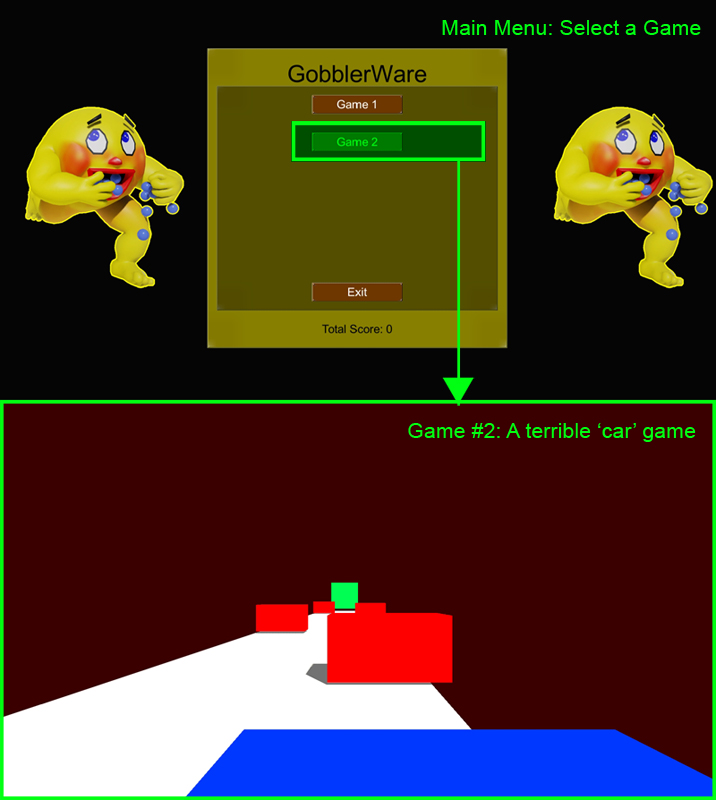 Main Menu: Select a Game
GobblerWare
Game 1
Game 2
Exit
Total Score: 0
Game #2: A terrible ‘car’ game